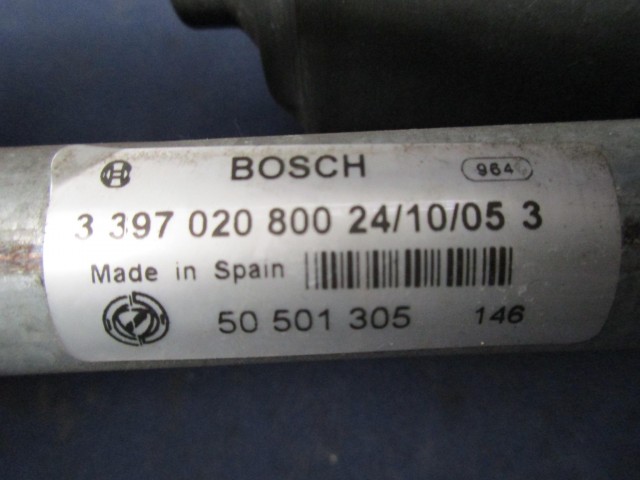 BOSCH 964
3 397 020 800 24/10/05 3
Made in Spain
50 501 305 146